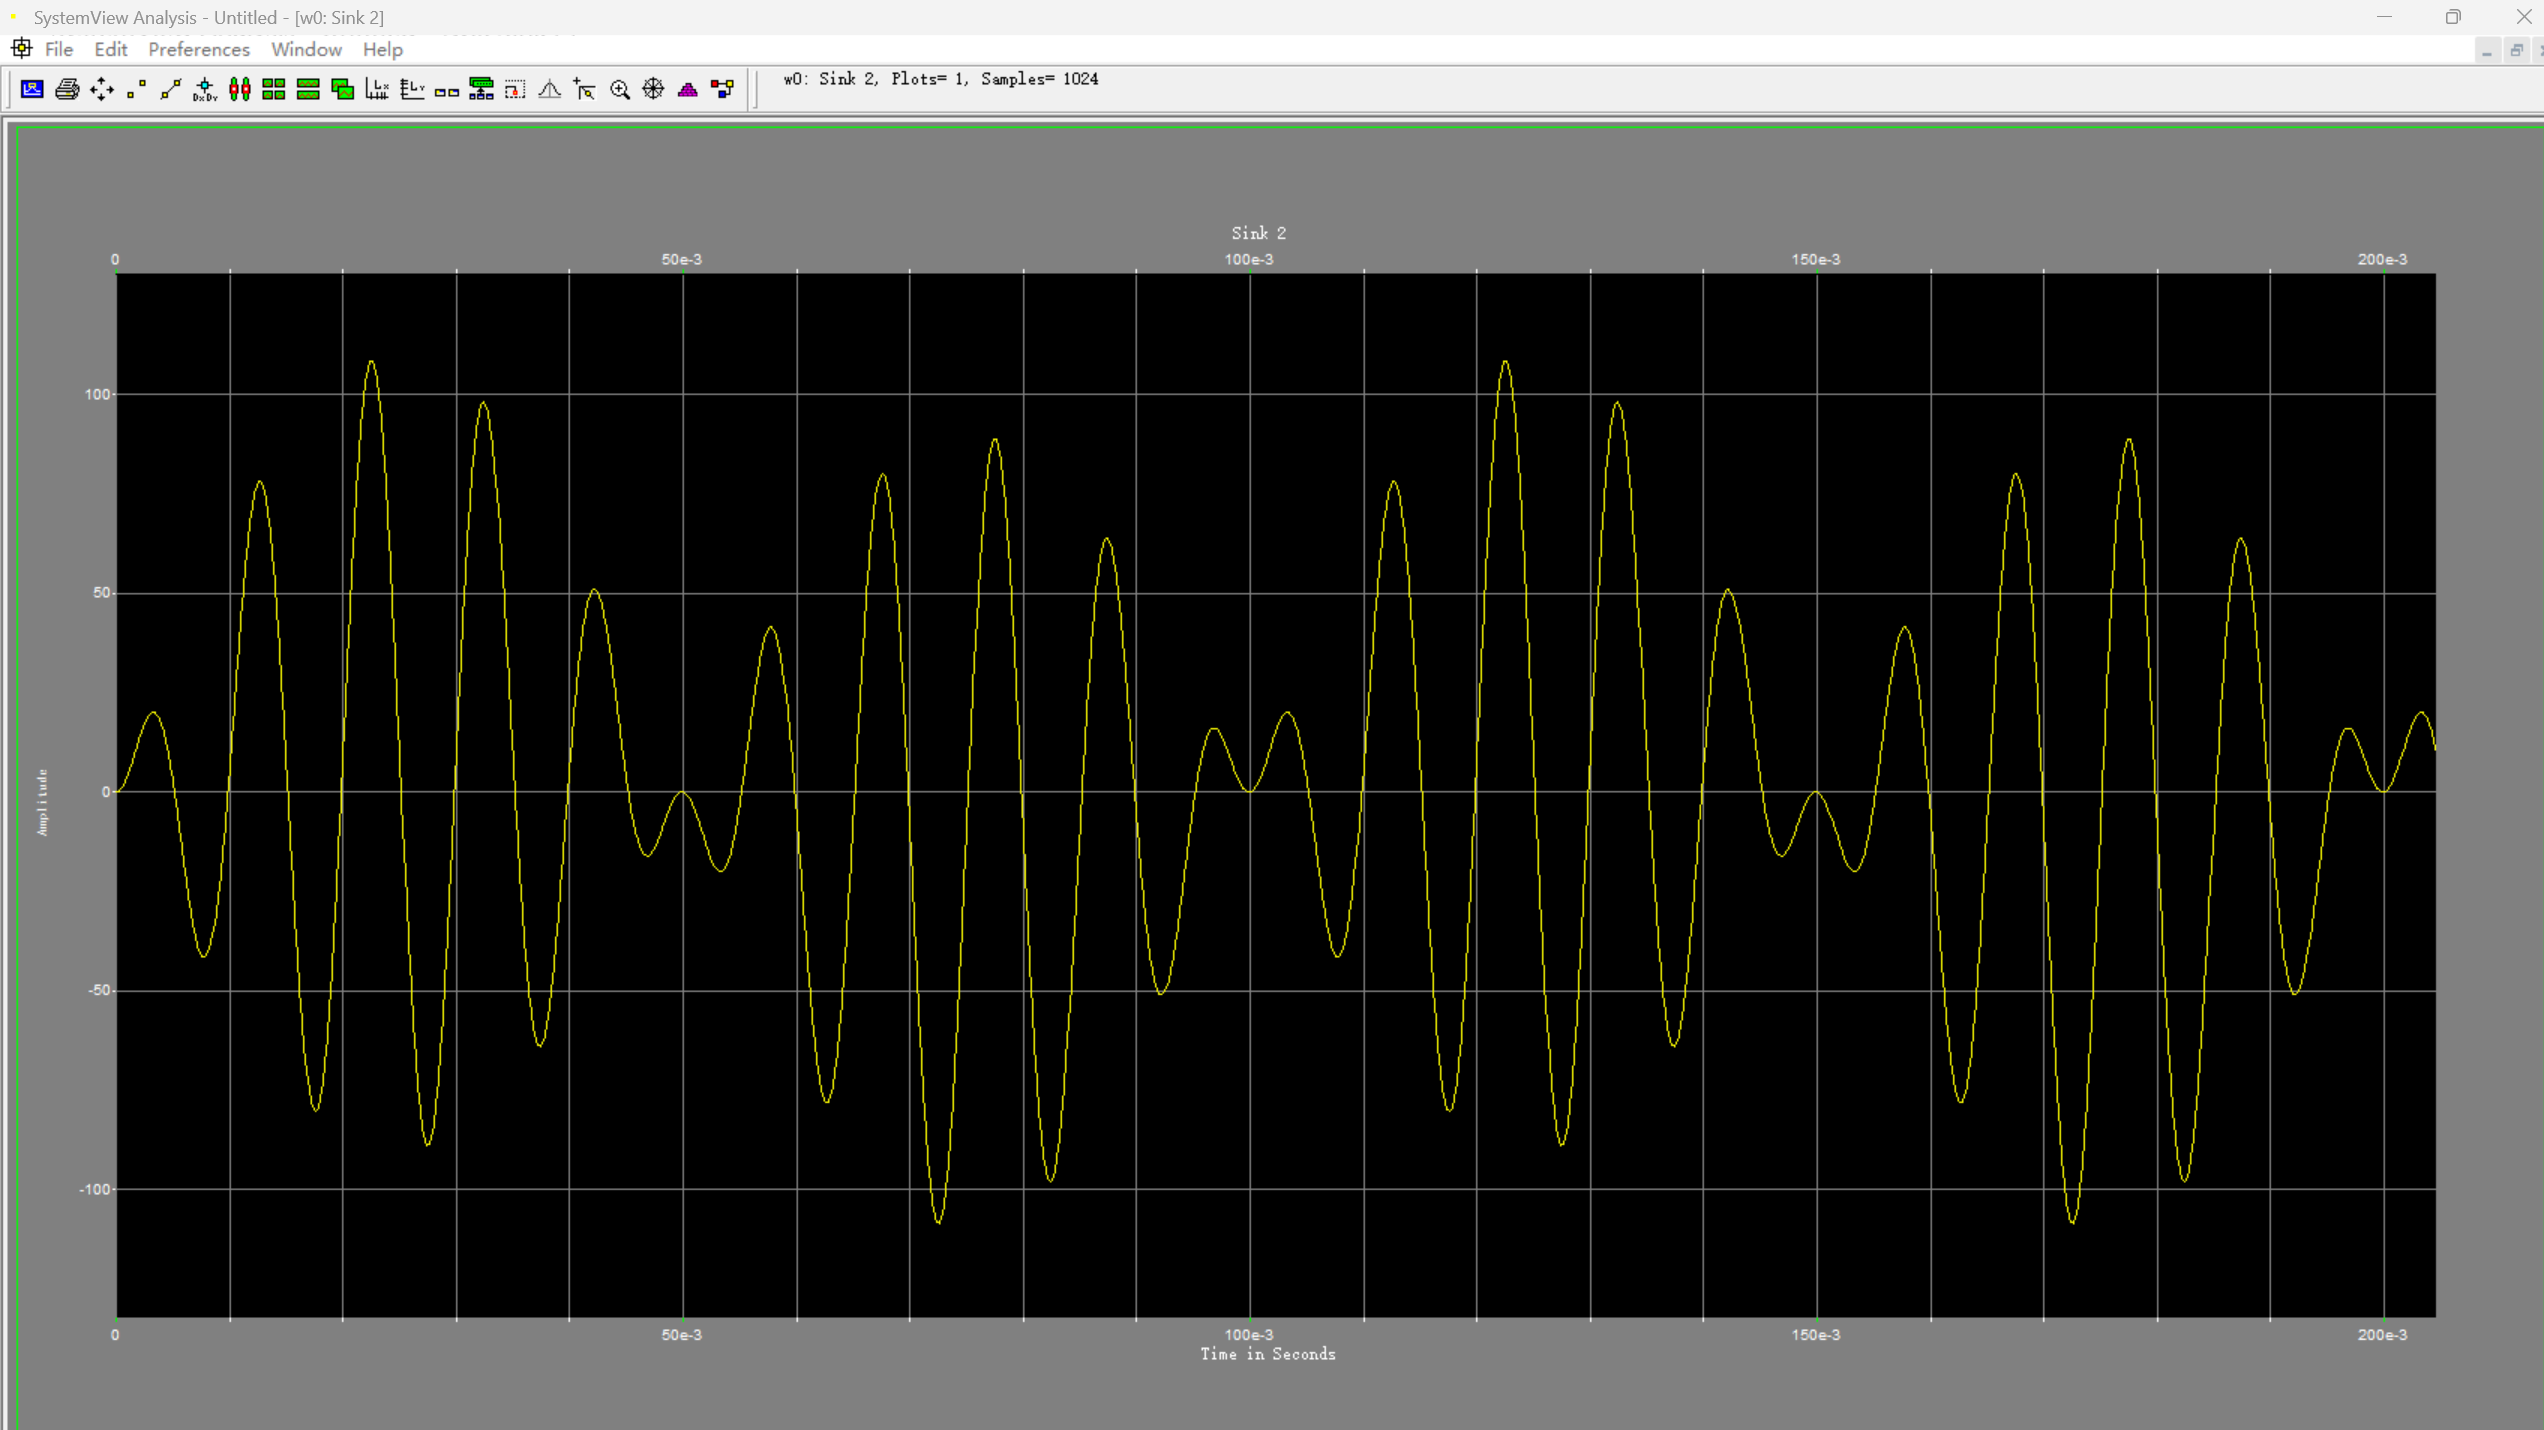 SystemView Analysis - Untitled - [w0: Sink 2]
File Edit Preferences Window Help
w0: Sink 2, Plots= 1, Samples= 1024
Sink 2
0 50e-3 100e-3 150e-3 200e-3
100
50
0
-50
-100
Amplitude
0 50e-3 100e-3 150e-3 200e-3
Time in Seconds